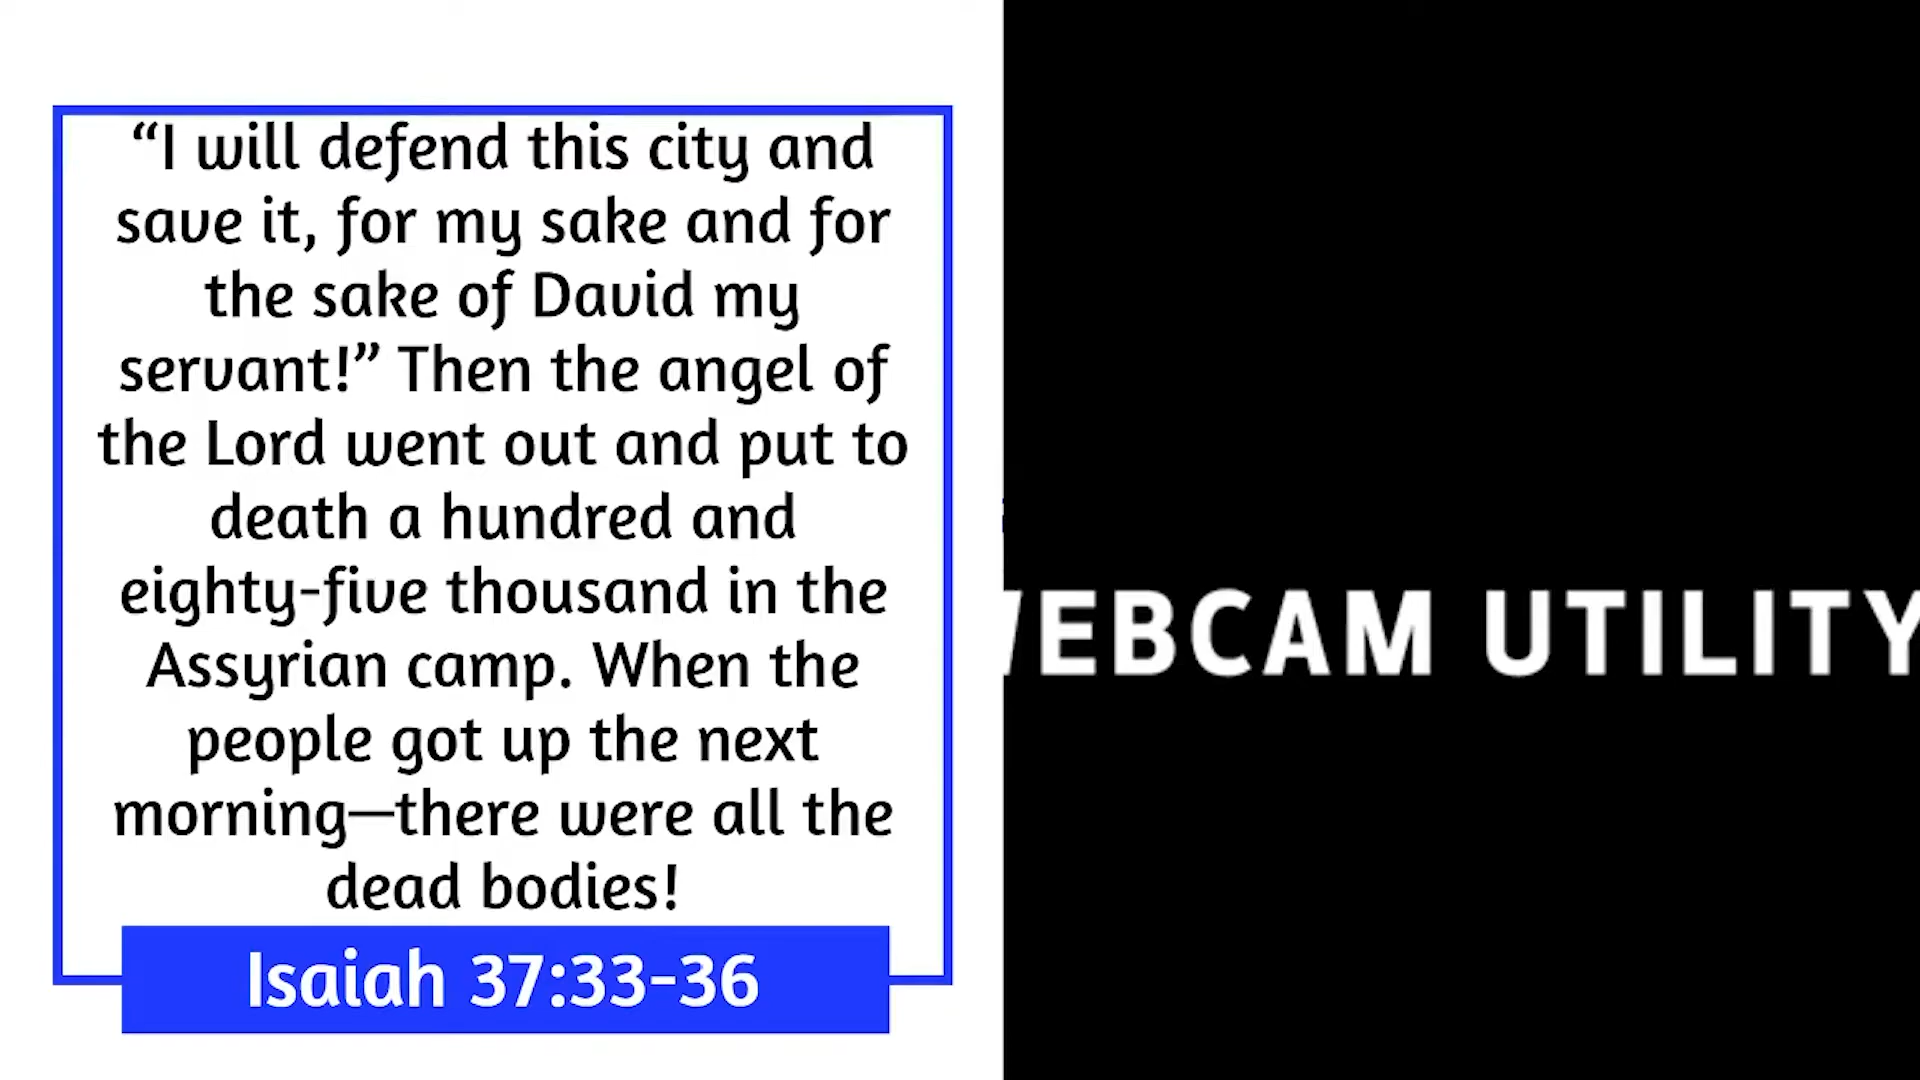 “I will defend this city and
save it, for my sake and for
the sake of David my
servant!” Then the angel of
the Lord went out and put to
death a hundred and
eighty-five thousand in the
Assyrian camp. When the
people got up the next
morning—there were all the
dead bodies!
Isaiah 37:33-36
WEBCAM UTILITY